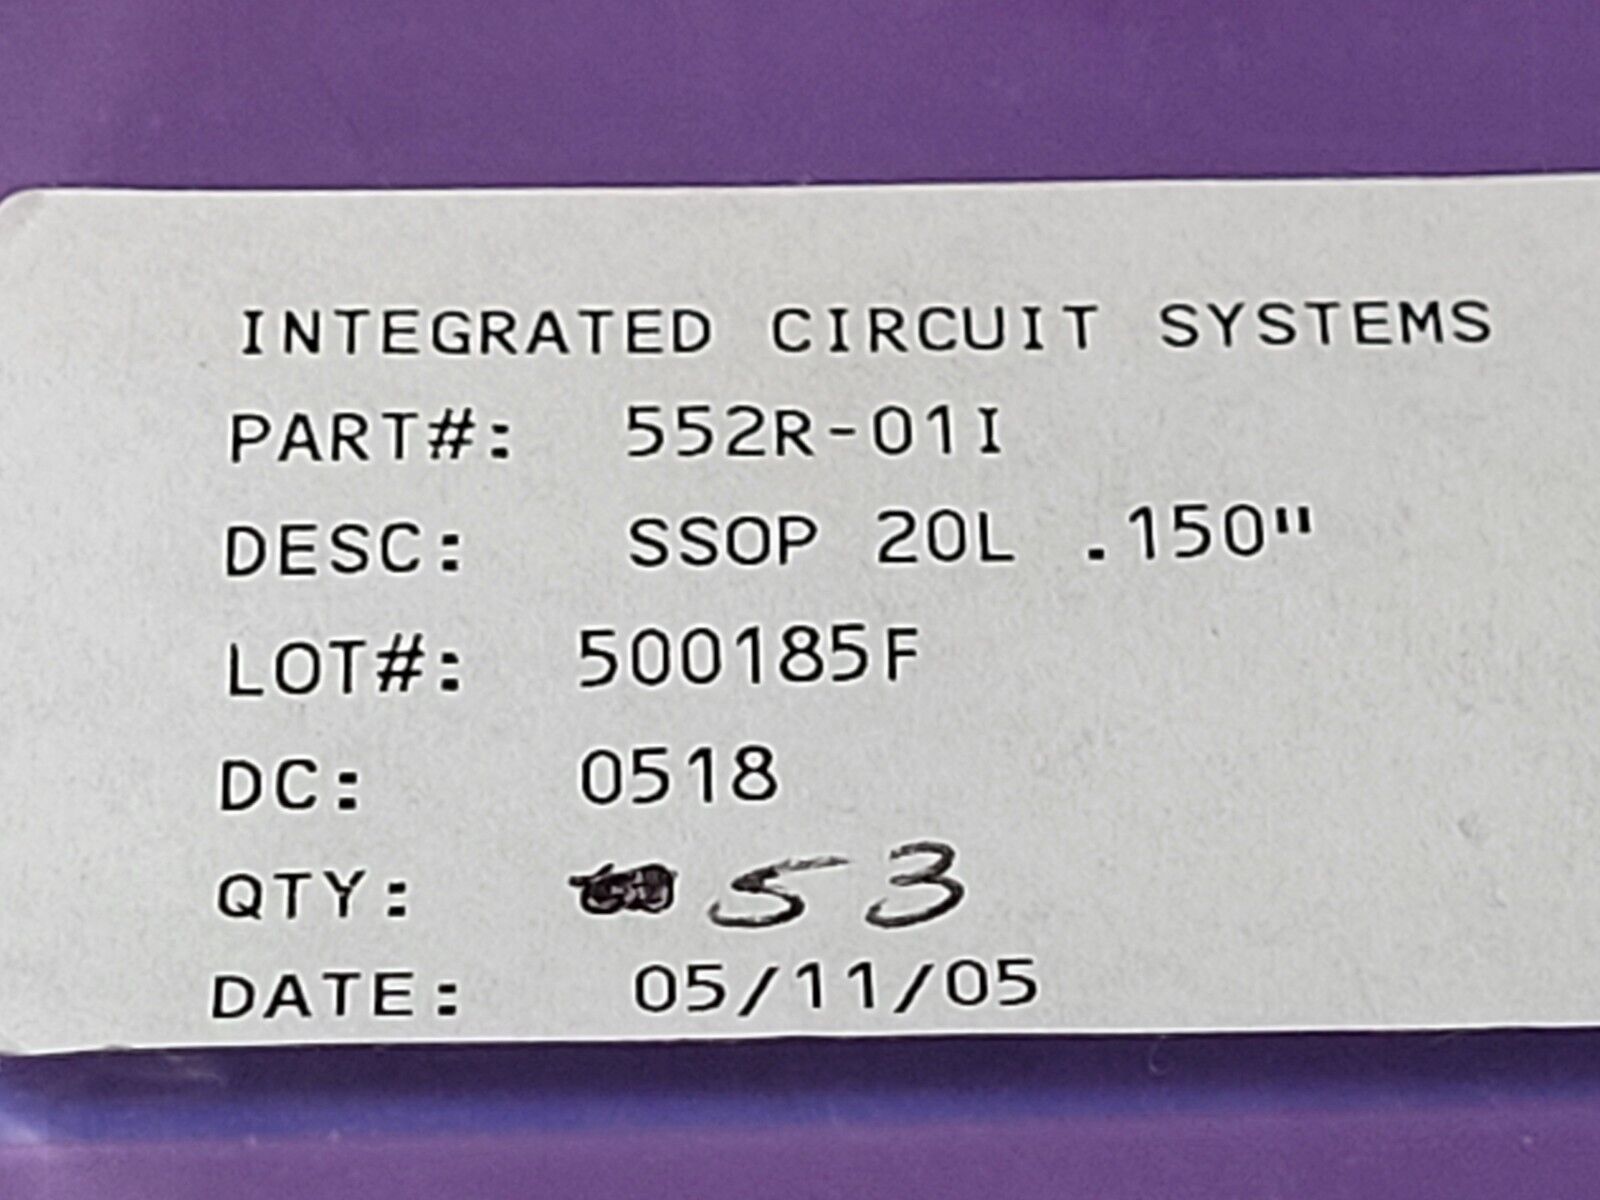 INTEGRATED CIRCUIT SYSTEMS
PART#: 552R-01I
DESC: SSOP 20L .150"
LOT#: 500185F
DC: 0518
QTY: 53
DATE: 05/11/05